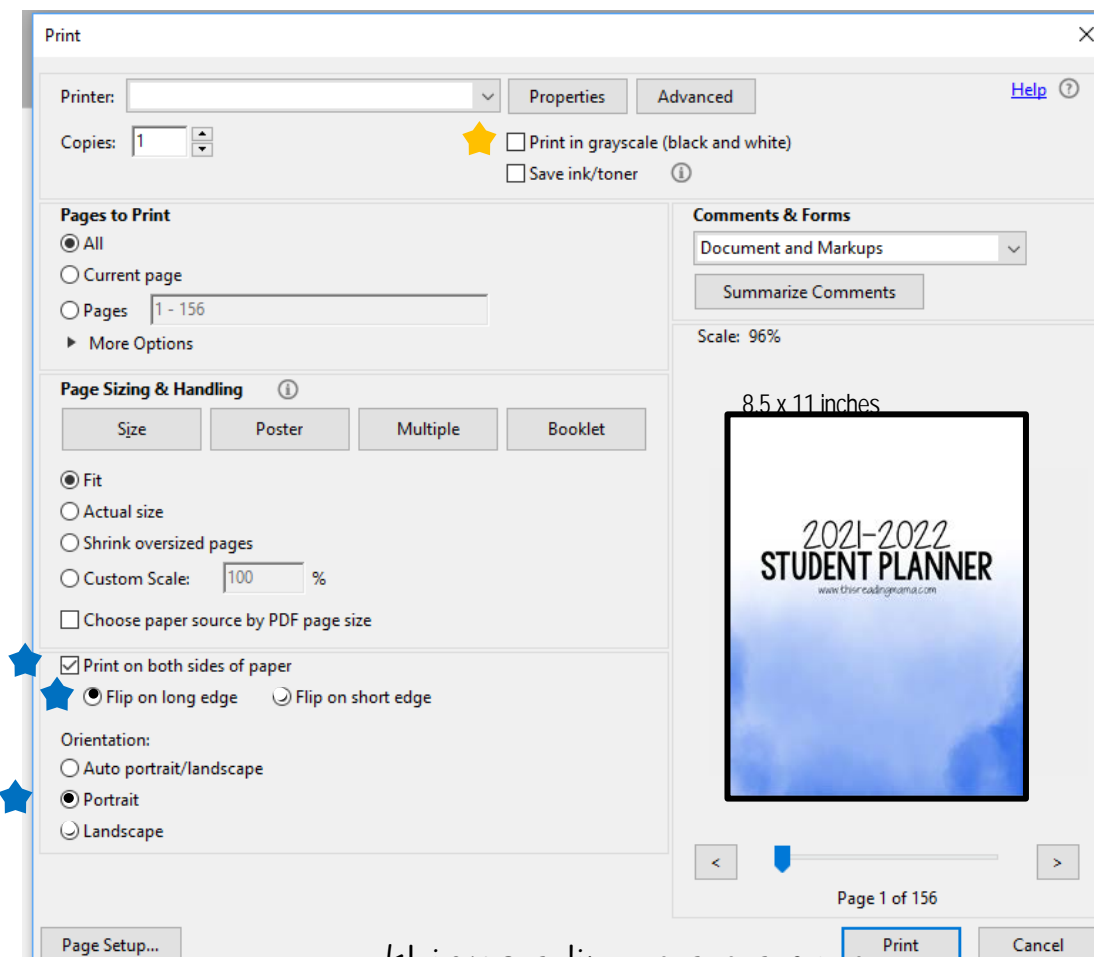 Print
Printer: Properties Advanced Help
Copies: 1 Print in grayscale (black and white)
Save ink/toner
Pages to Print
All
Current page
Pages 1 - 156
More Options
Comments & Forms
Document and Markups
Summarize Comments
Scale: 96%
Page Sizing & Handling
Size Poster Multiple Booklet
Fit
Actual size
Shrink oversized pages
Custom Scale: 100 %
Choose paper source by PDF page size
Print on both sides of paper
Flip on long edge Flip on short edge
Orientation:
Auto portrait/landscape
Portrait
Landscape
8.5 x 11 inches
2021-2022
STUDENT PLANNER
www.thisreadingmama.com
< >
Page 1 of 156
Page Setup... Print Cancel